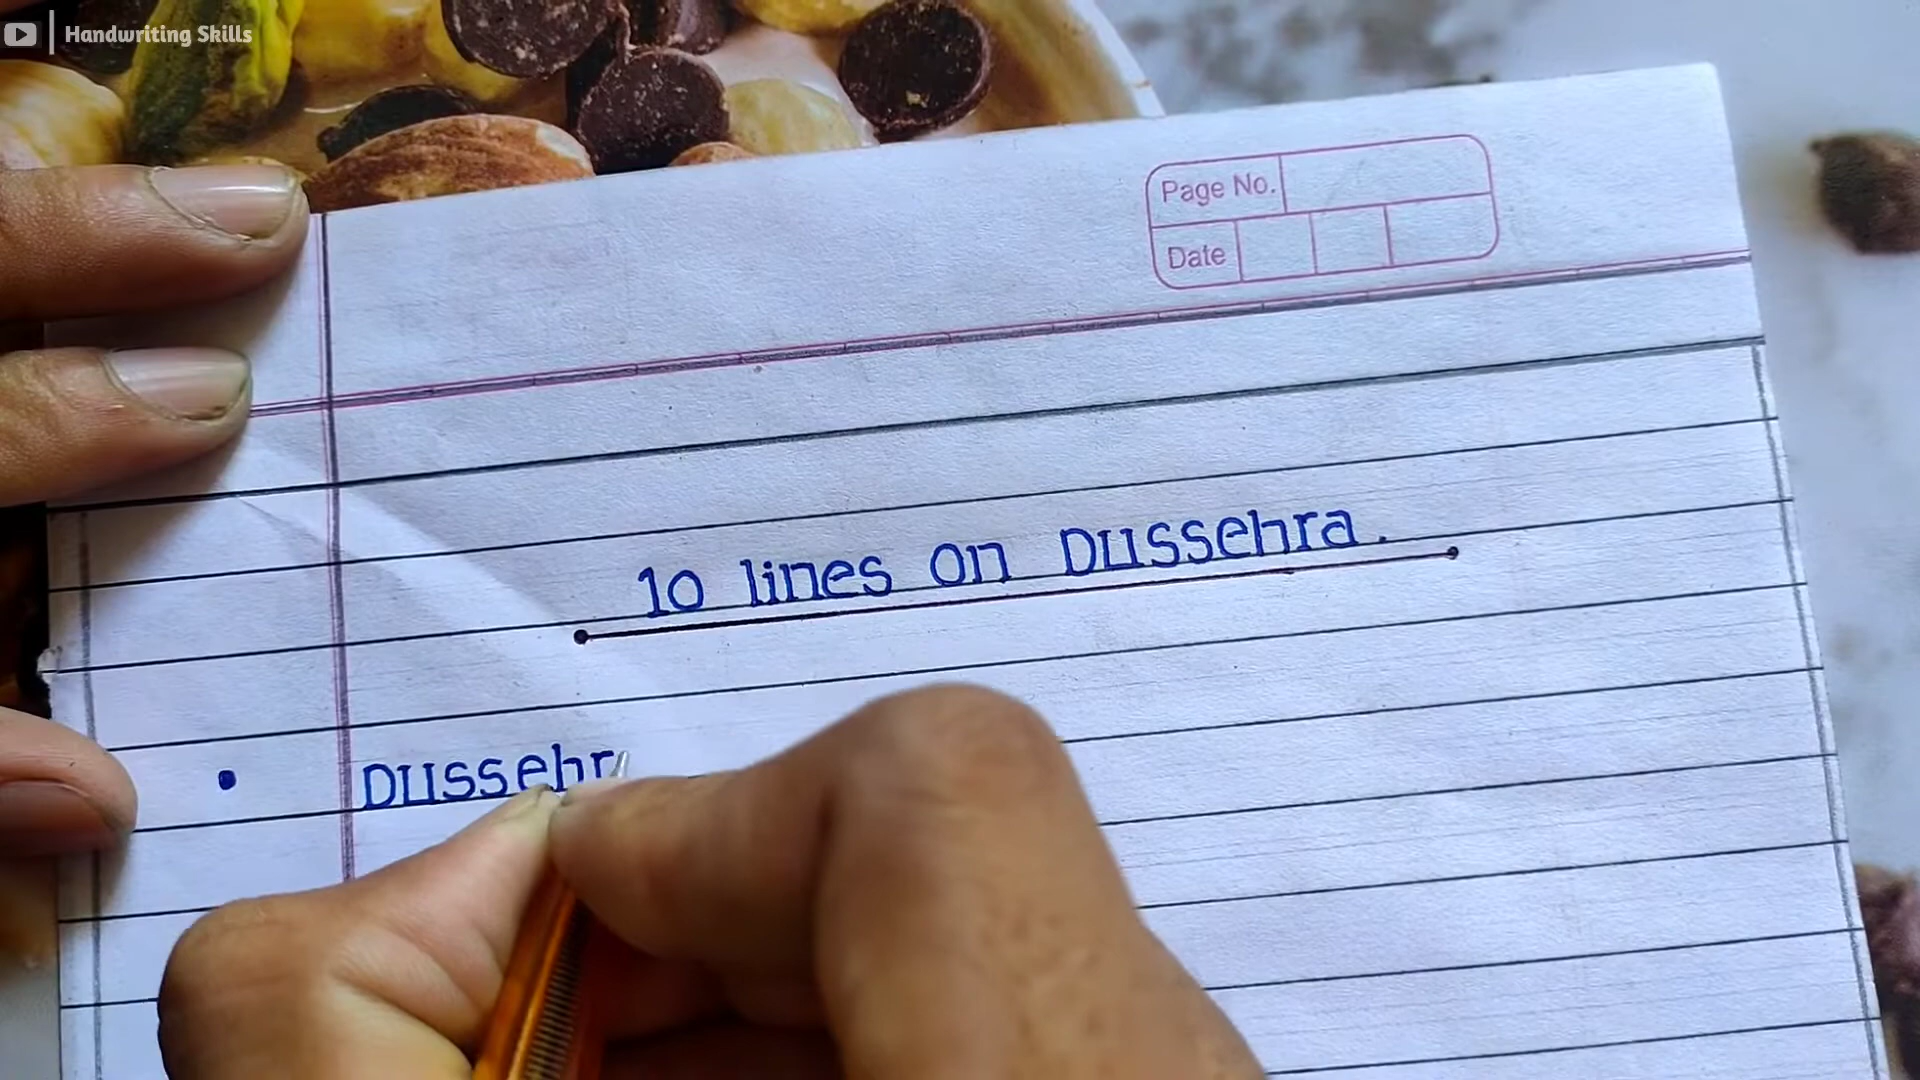 Handwriting Skills
Page No.
Date
10 lines on Dussehra.
• Dussehr